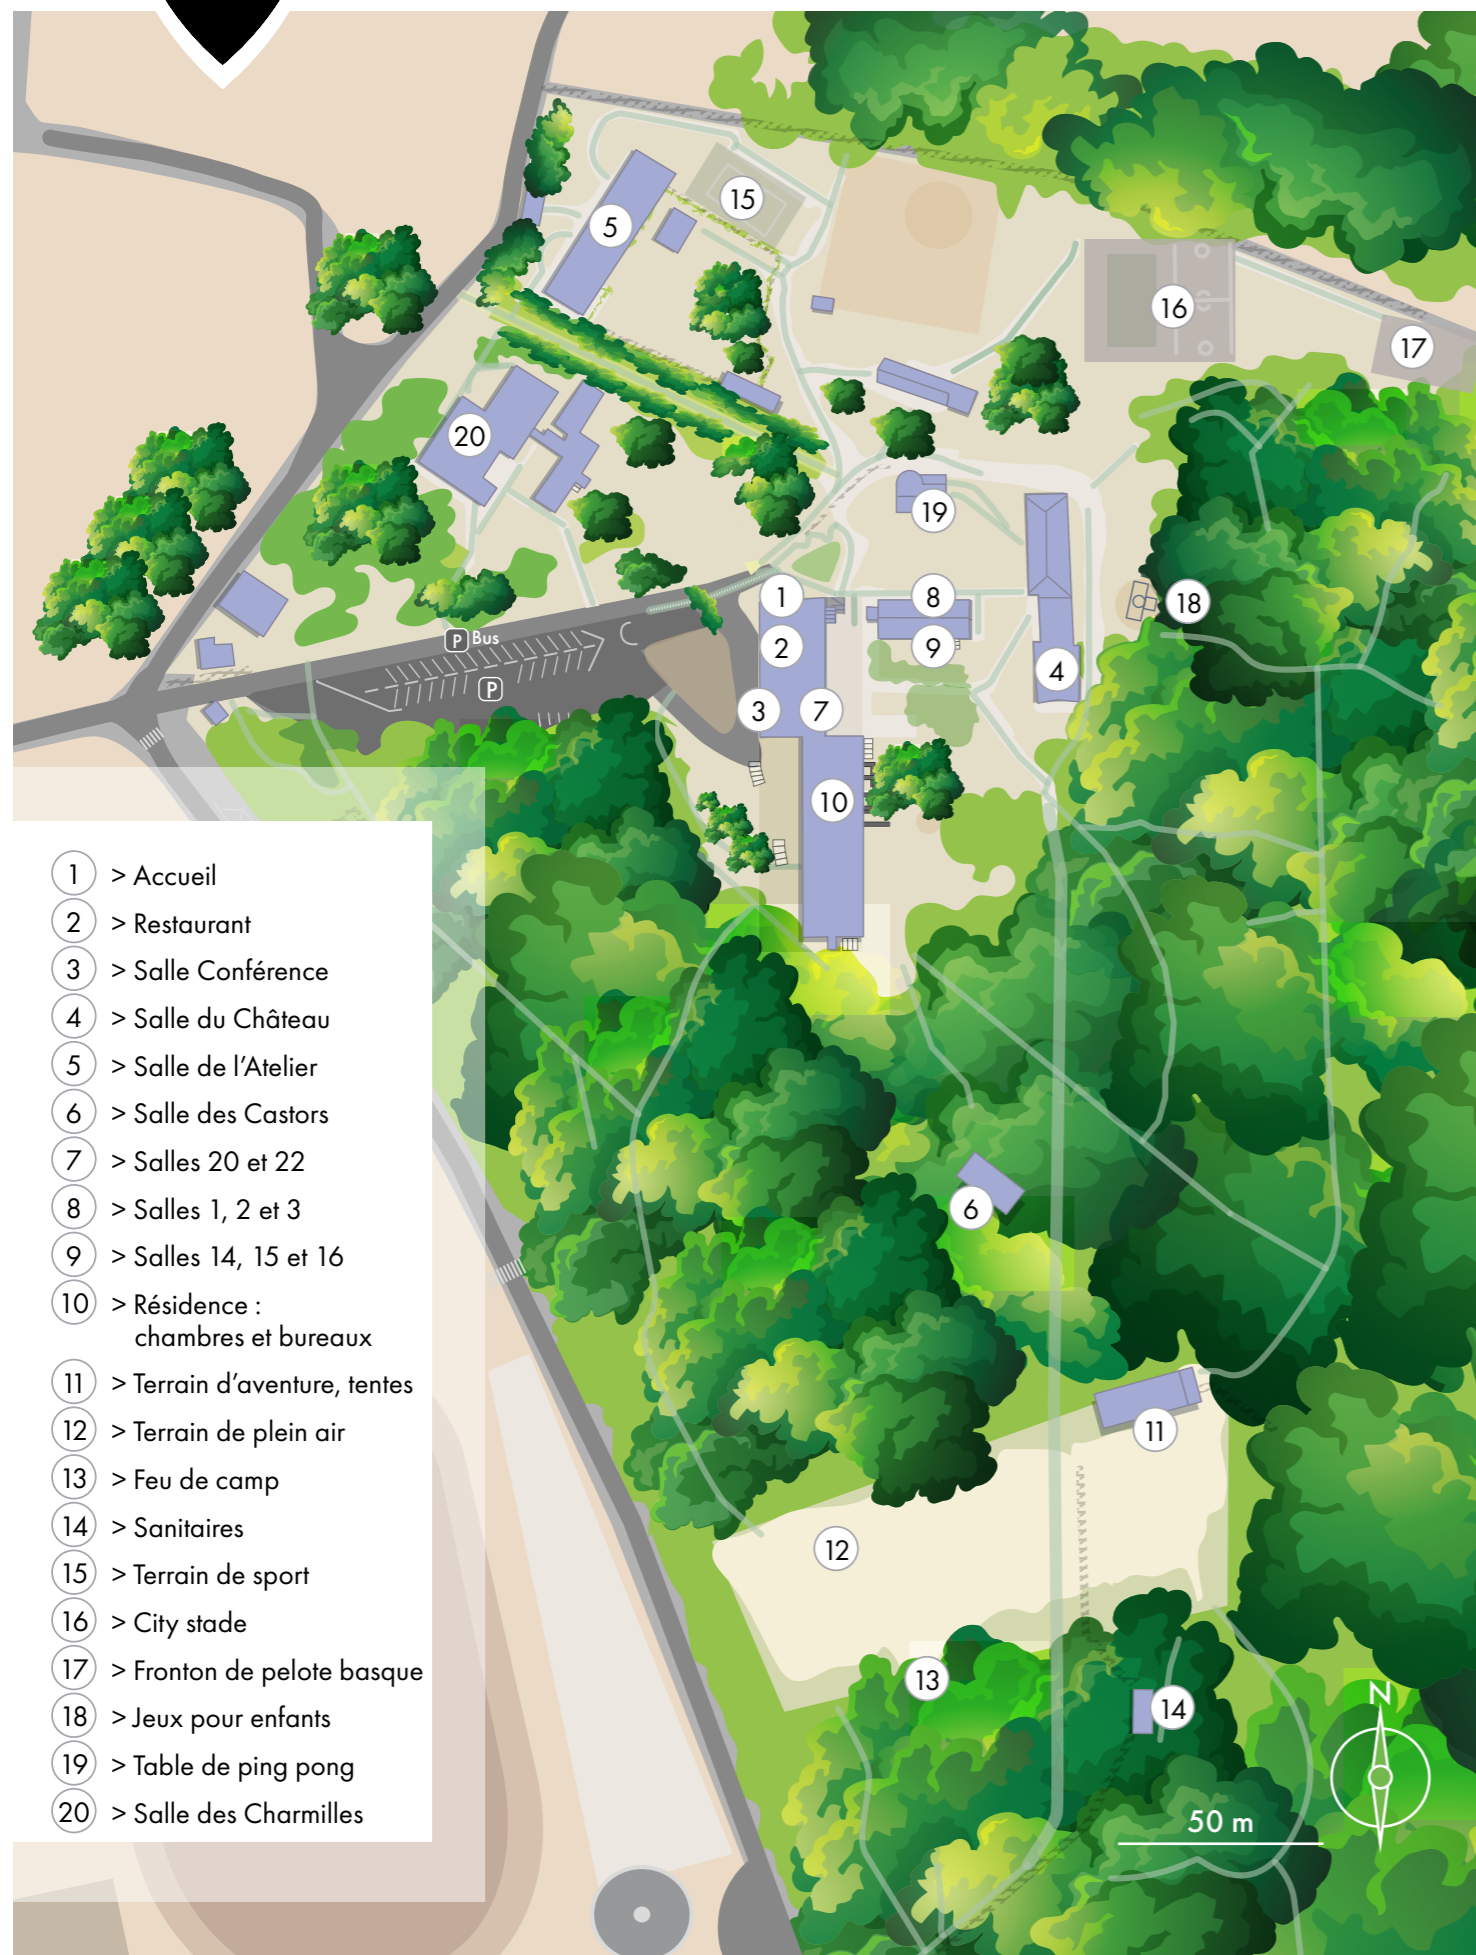 5
15
16
17
20
19
1
8
18
P Bus
2
9
4
P
3
7
10
1 > Accueil
2 > Restaurant
3 > Salle Conférence
4 > Salle du Château
5 > Salle de l’Atelier
6 > Salle des Castors
7 > Salles 20 et 22
8 > Salles 1, 2 et 3
9 > Salles 14, 15 et 16
10 > Résidence :
chambres et bureaux
11 > Terrain d’aventure, tentes
12 > Terrain de plein air
13 > Feu de camp
14 > Sanitaires
15 > Terrain de sport
16 > City stade
17 > Fronton de pelote basque
18 > Jeux pour enfants
19 > Table de ping pong
20 > Salle des Charmilles
6
11
12
13
14
N
50 m